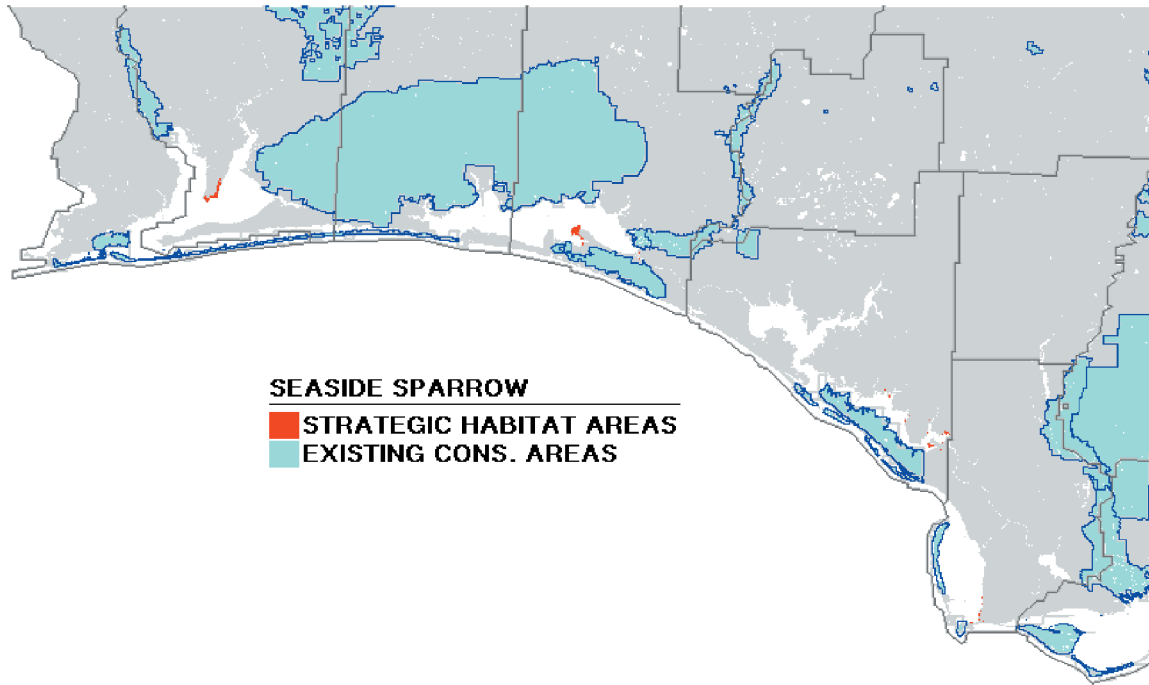 SEASIDE SPARROW
STRATEGIC HABITAT AREAS
EXISTING CONS. AREAS